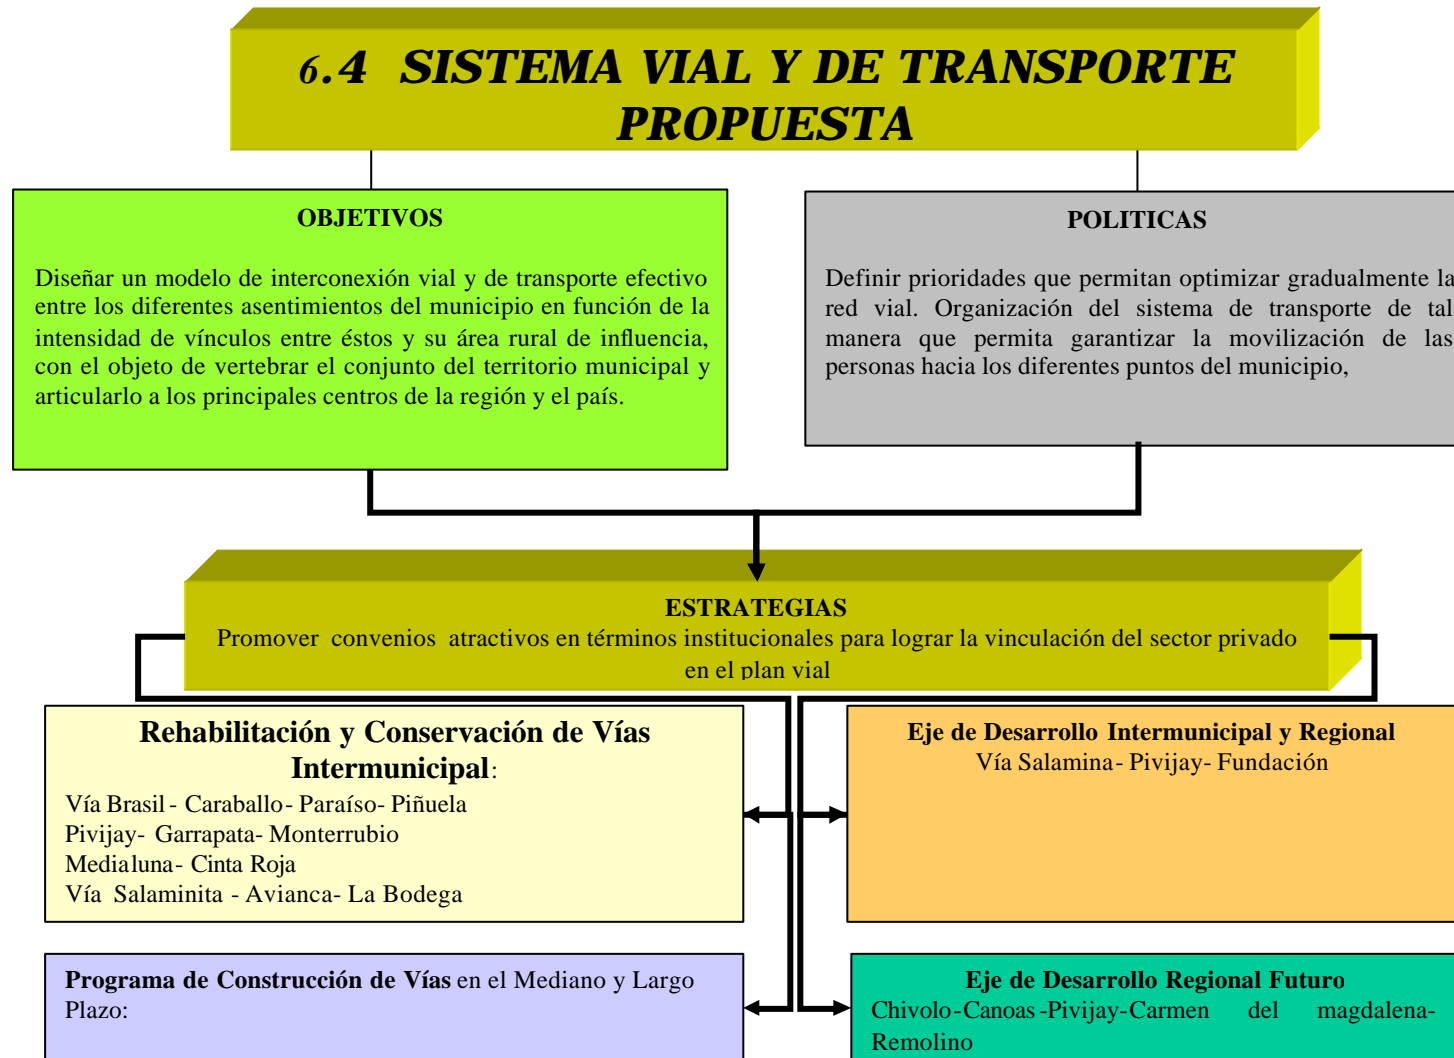 6.4 SISTEMA VIAL Y DE TRANSPORTE
PROPUESTA
OBJETIVOS
Diseñar un modelo de interconexión vial y de transporte efectivo
entre los diferentes asentimientos del municipio en función de la
intensidad de vínculos entre éstos y su área rural de influencia,
con el objeto de vertebrar el conjunto del territorio municipal y
articularlo a los principales centros de la región y el país.
POLITICAS
Definir prioridades que permitan optimizar gradualmente la
red vial. Organización del sistema de transporte de tal
manera que permita garantizar la movilización de las
personas hacia los diferentes puntos del municipio,
ESTRATEGIAS
Promover convenios atractivos en términos institucionales para lograr la vinculación del sector privado
en el plan vial
Rehabilitación y Conservación de Vías
Intermunicipal:
Vía Brasil- Caraballo- Paraíso- Piñuela
Pivijay- Garrapata- Monterrubio
Medialuna- Cinta Roja
Vía Salaminita - Avianca- La Bodega
Eje de Desarrollo Intermunicipal y Regional
Vía Salamina- Pivijay- Fundación
Programa de Construcción de Vías en el Mediano y Largo
Plazo:
Eje de Desarrollo Regional Futuro
Chivolo-Canoas-Pivijay-Carmen del magdalena-
Remolino